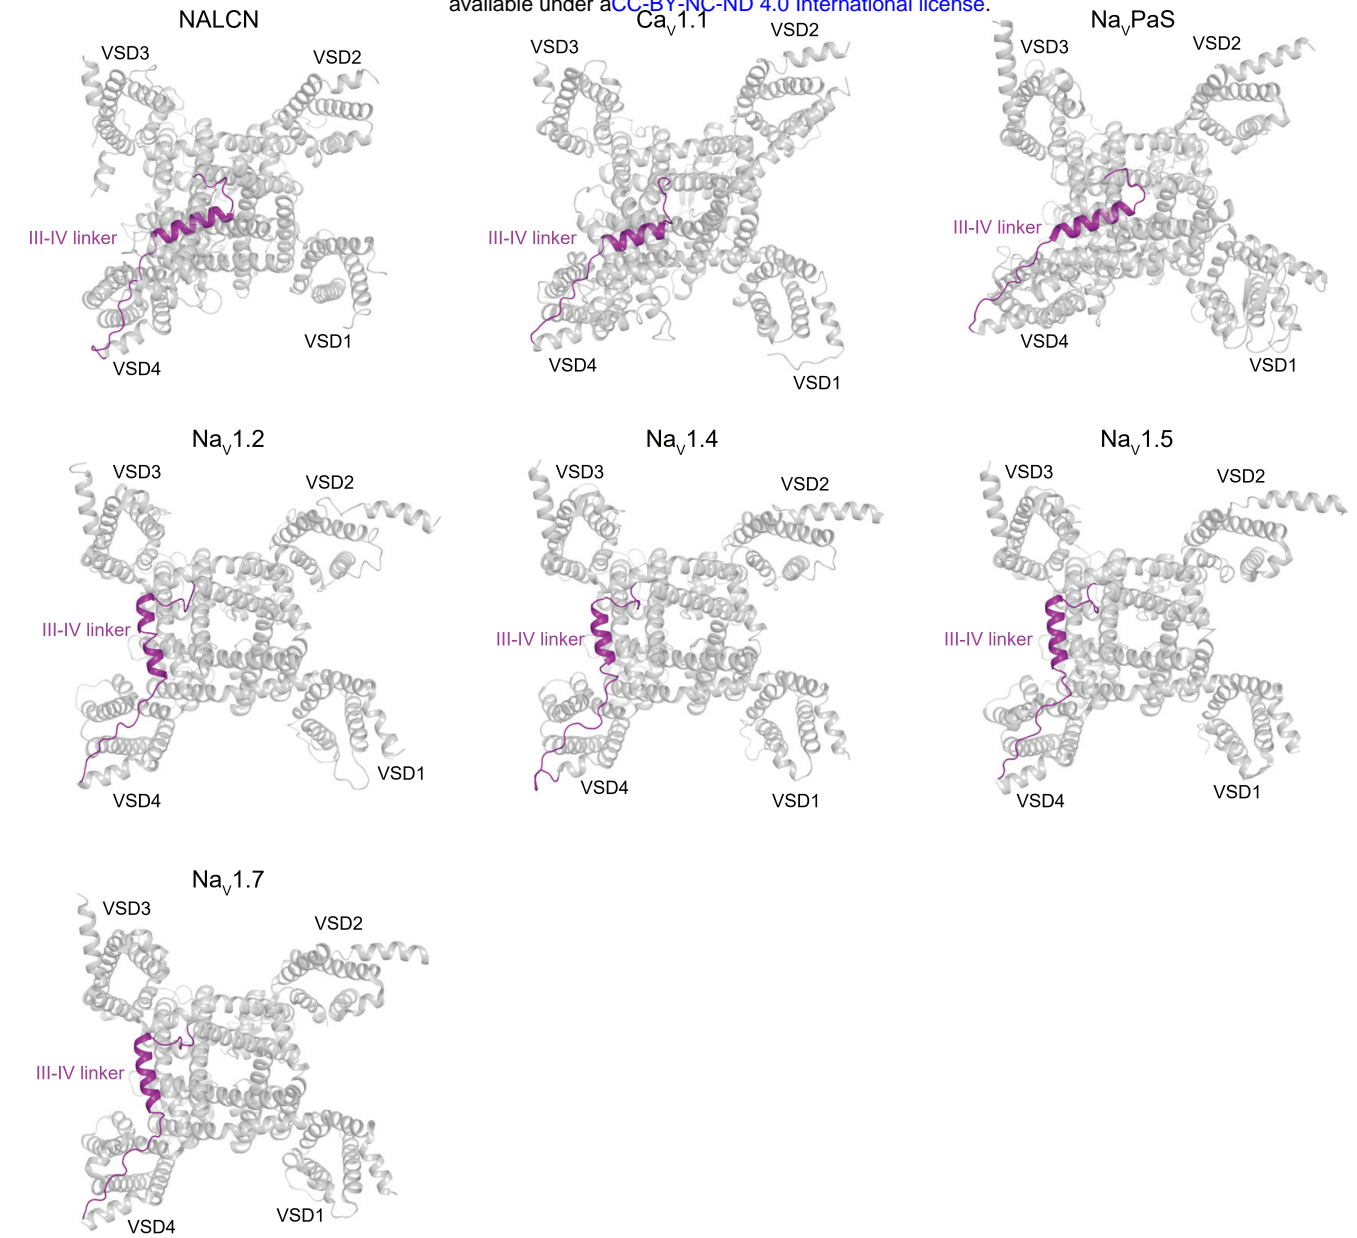 available under aCC-BY-NC-ND 4.0 International license.
NALCN
CaV1.1
NaVPaS
VSD3
VSD2
VSD3
VSD2
VSD3
VSD2
III-IV linker
III-IV linker
III-IV linker
VSD1
VSD4
VSD4
VSD1
VSD4
VSD1
NaV1.2
NaV1.4
NaV1.5
VSD3
VSD2
VSD3
VSD2
VSD3
VSD2
III-IV linker
III-IV linker
III-IV linker
VSD1
VSD4
VSD4
VSD1
VSD4
VSD1
NaV1.7
VSD3
VSD2
III-IV linker
VSD1
VSD4